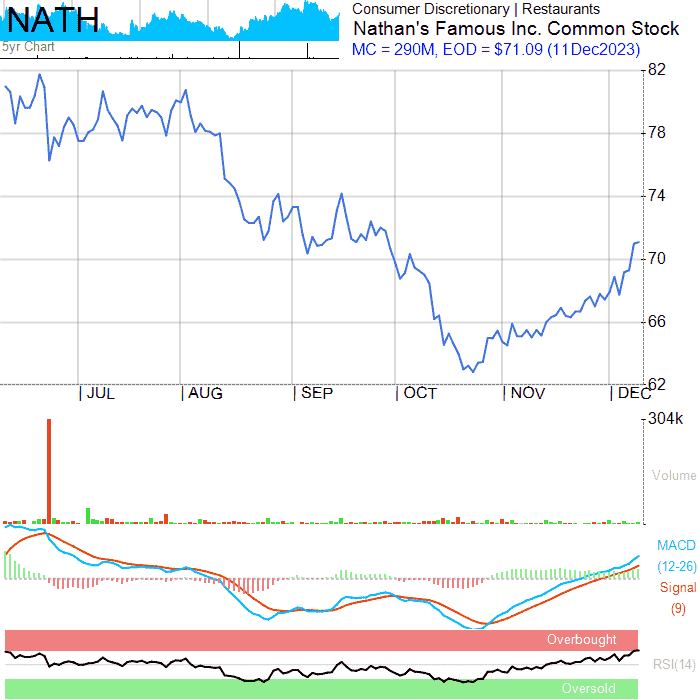 NATH
5yr Chart
Consumer Discretionary | Restaurants
Nathan's Famous Inc. Common Stock
MC = 290M, EOD = $71.09 (11Dec2023)
82
78
74
70
66
62
JUL AUG SEP OCT NOV DEC
304k
Volume
MACD
(12-26)
Signal
(9)
Overbought
RSI(14)
Oversold